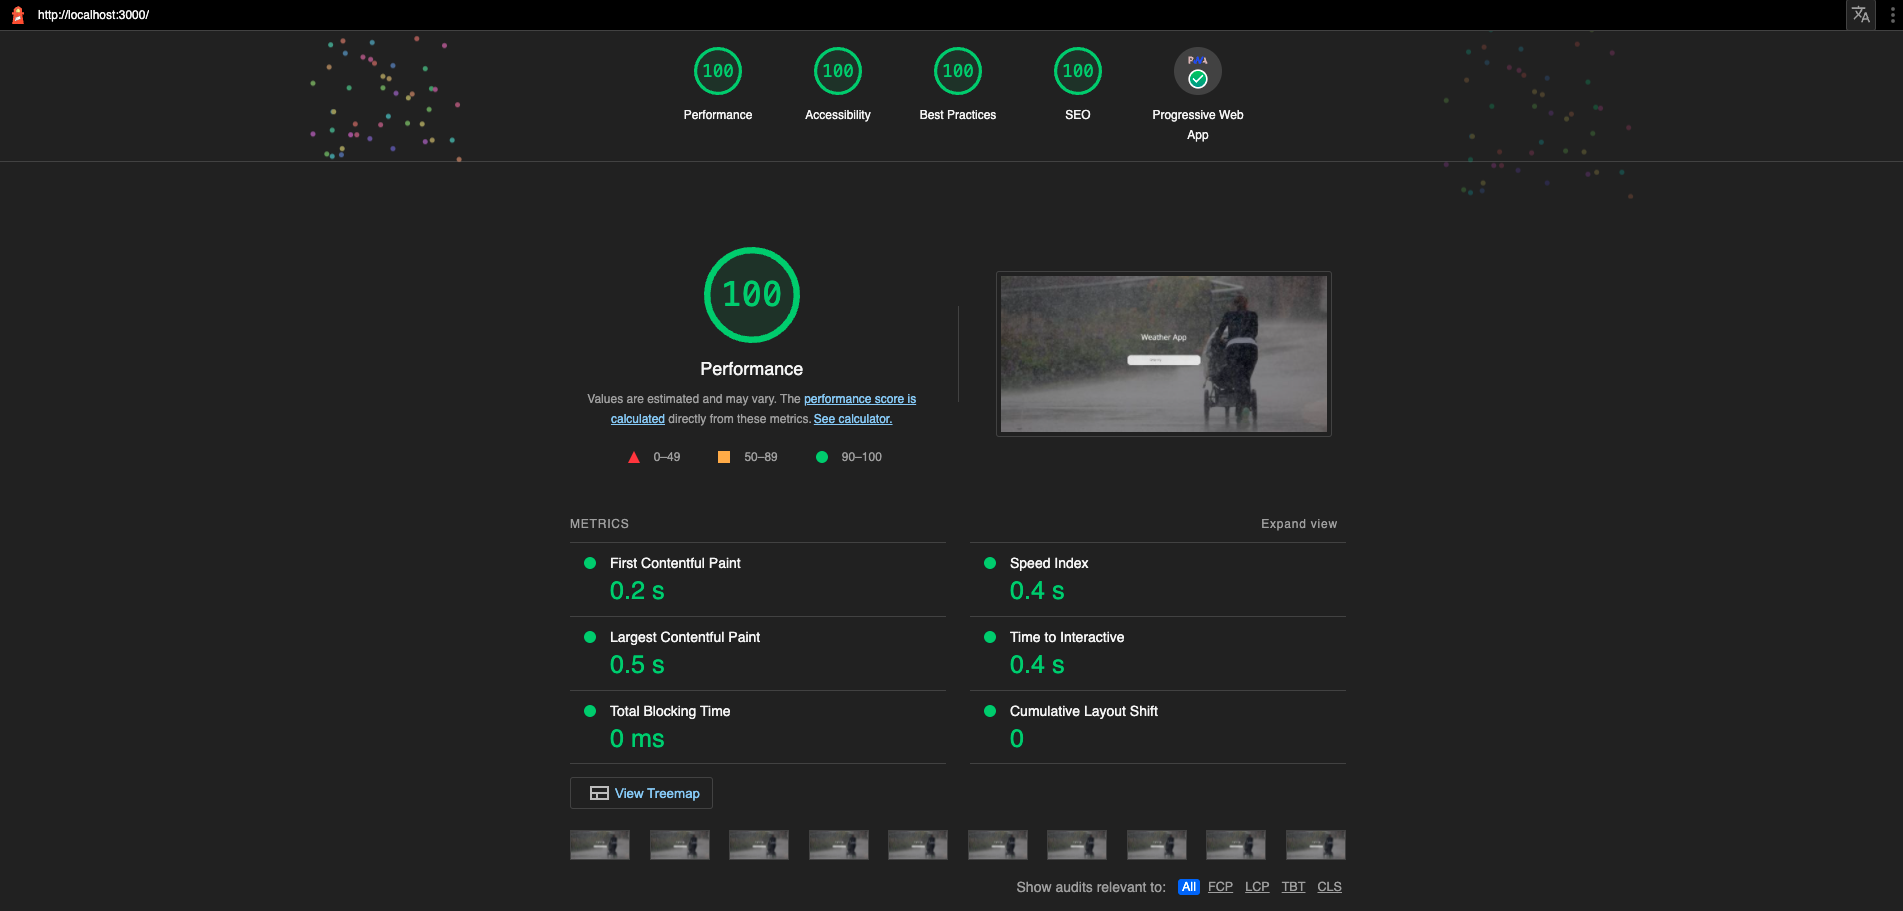 http://localhost:3000/
100
100
100
100
PWA
Performance
Accessibility
Best Practices
SEO
Progressive Web
App
100
Performance
Values are estimated and may vary. The performance score is
calculated directly from these metrics. See calculator.
0–49
50–89
90–100
Weather App
METRICS
Expand view
First Contentful Paint
0.2 s
Speed Index
0.4 s
Largest Contentful Paint
0.5 s
Time to Interactive
0.4 s
Total Blocking Time
0 ms
Cumulative Layout Shift
0
View Treemap
Show audits relevant to: All FCP LCP TBT CLS